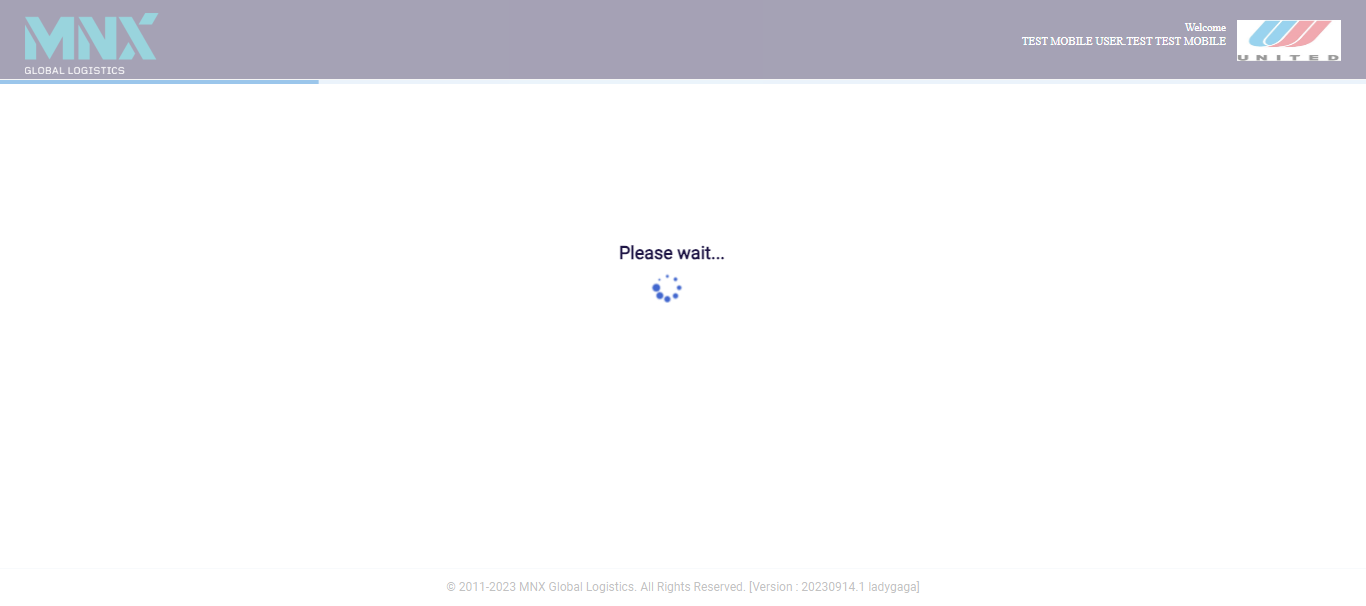 MNX
GLOBAL LOGISTICS
Welcome
TEST MOBILE USER.TEST TEST MOBILE
UNITED
Please wait...
© 2011-2023 MNX Global Logistics. All Rights Reserved. [Version : 20230914.1 ladygaga]